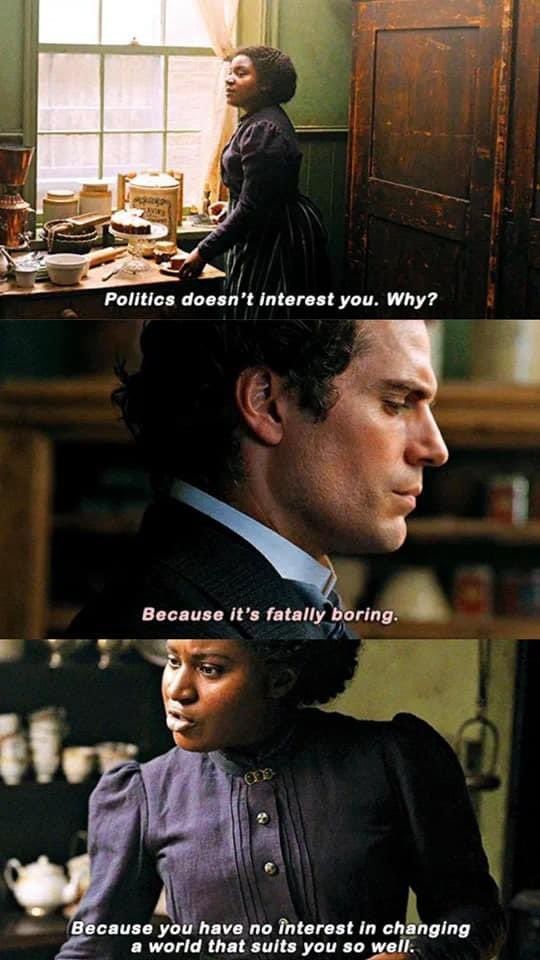 Politics doesn't interest you. Why?
Because it's fatally boring.
Because you have no interest in changing
a world that suits you so well.